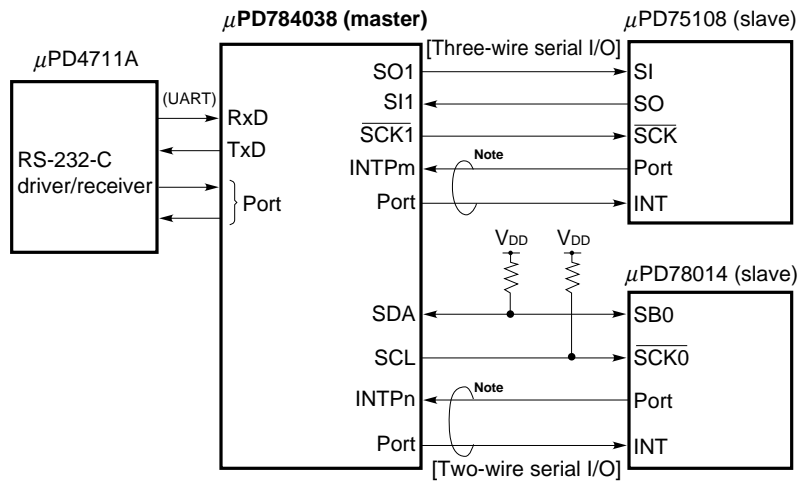 μPD4711A
(UART)
RS-232-C
driver/receiver
μPD784038 (master)
RxD
TxD
Port
SO1
SI1
SCK1
INTPm
Port
SDA
SCL
INTPn
Port
[Three-wire serial I/O]
Note
VDD
VDD
Note
[Two-wire serial I/O]
μPD75108 (slave)
SI
SO
SCK
Port
INT
μPD78014 (slave)
SB0
SCK0
Port
INT